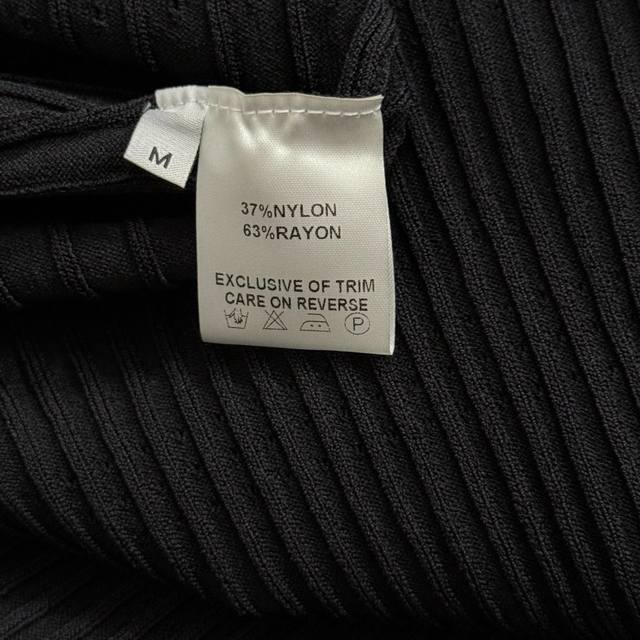 M
37%NYLON
63%RAYON
EXCLUSIVE OF TRIM
CARE ON REVERSE
P